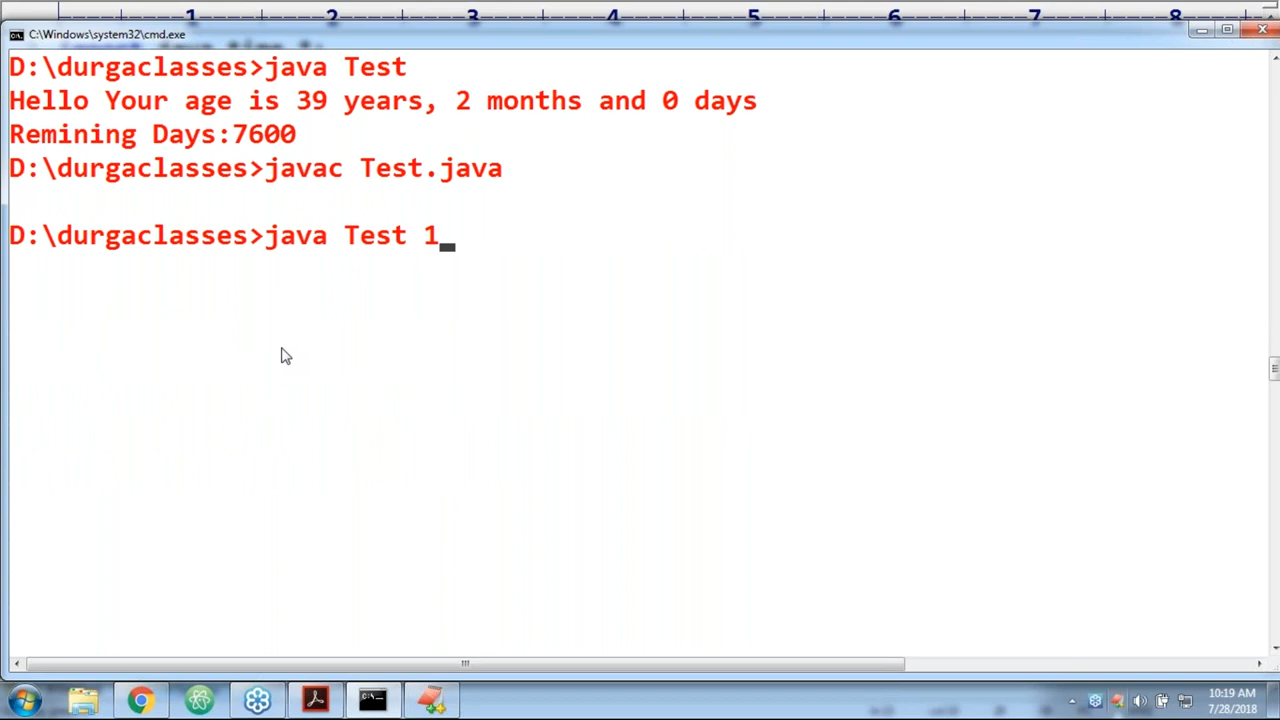 1 2 3 4 5 6 7 8
C:\Windows\system32\cmd.exe
D:\durgaclasses>java Test
Hello Your age is 39 years, 2 months and 0 days
Remining Days:7600
D:\durgaclasses>javac Test.java
D:\durgaclasses>java Test 1
10:19 AM
7/28/2018